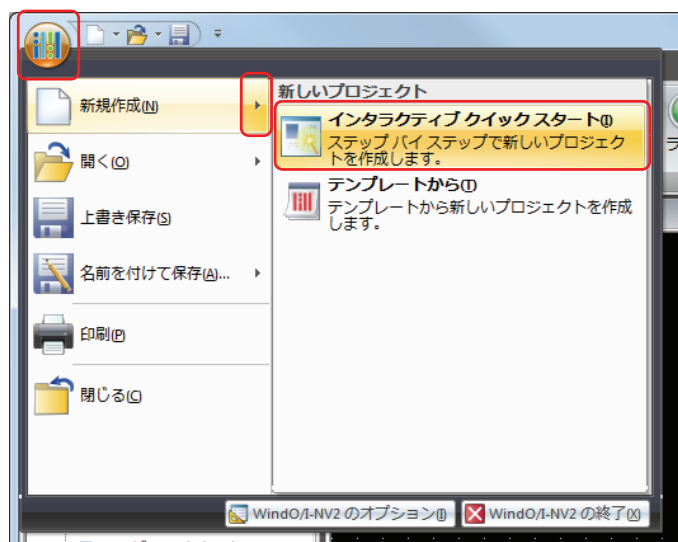 新規作成(N)
開く(O)
上書き保存(S)
名前を付けて保存(A)...
印刷(P)
閉じる(C)
新しいプロジェクト
インタラクティブ クイック スタート(I)
ステップ バイ ステップで新しいプロジェク
トを作成します。
テンプレートから(T)
テンプレートから新しいプロジェクトを作成
します。
WindO/I-NV2 のオプション(I)
WindO/I-NV2 の終了(X)